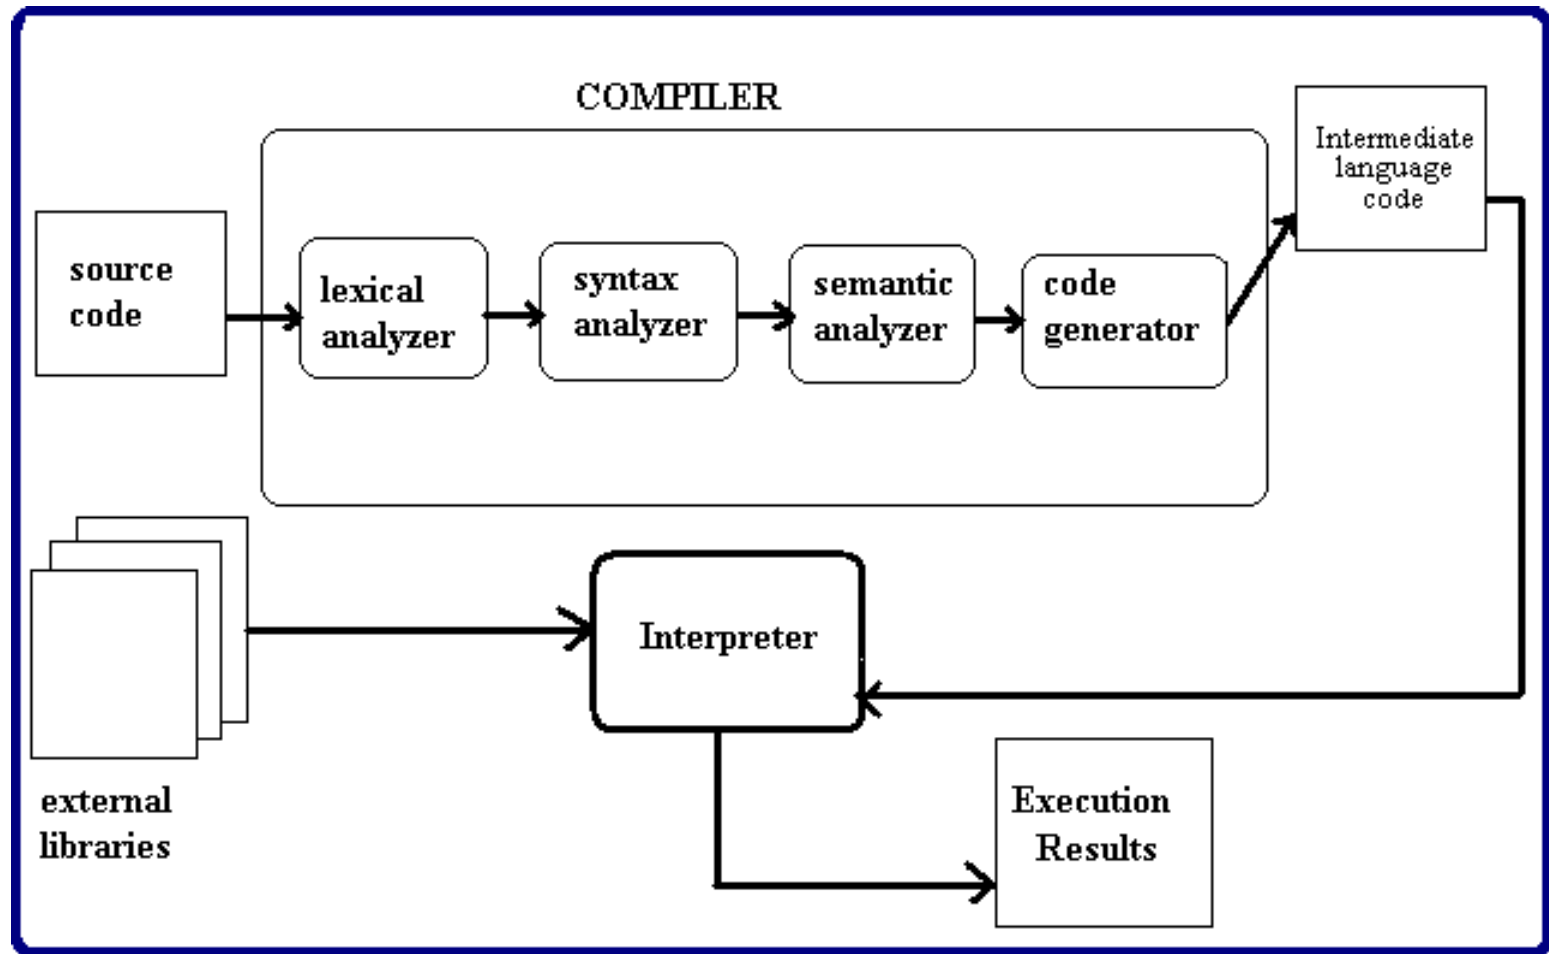 COMPILER
Intermediate
language
code
source
code
lexical
analyzer
syntax
analyzer
semantic
analyzer
code
generator
Interpreter
external
libraries
Execution
Results